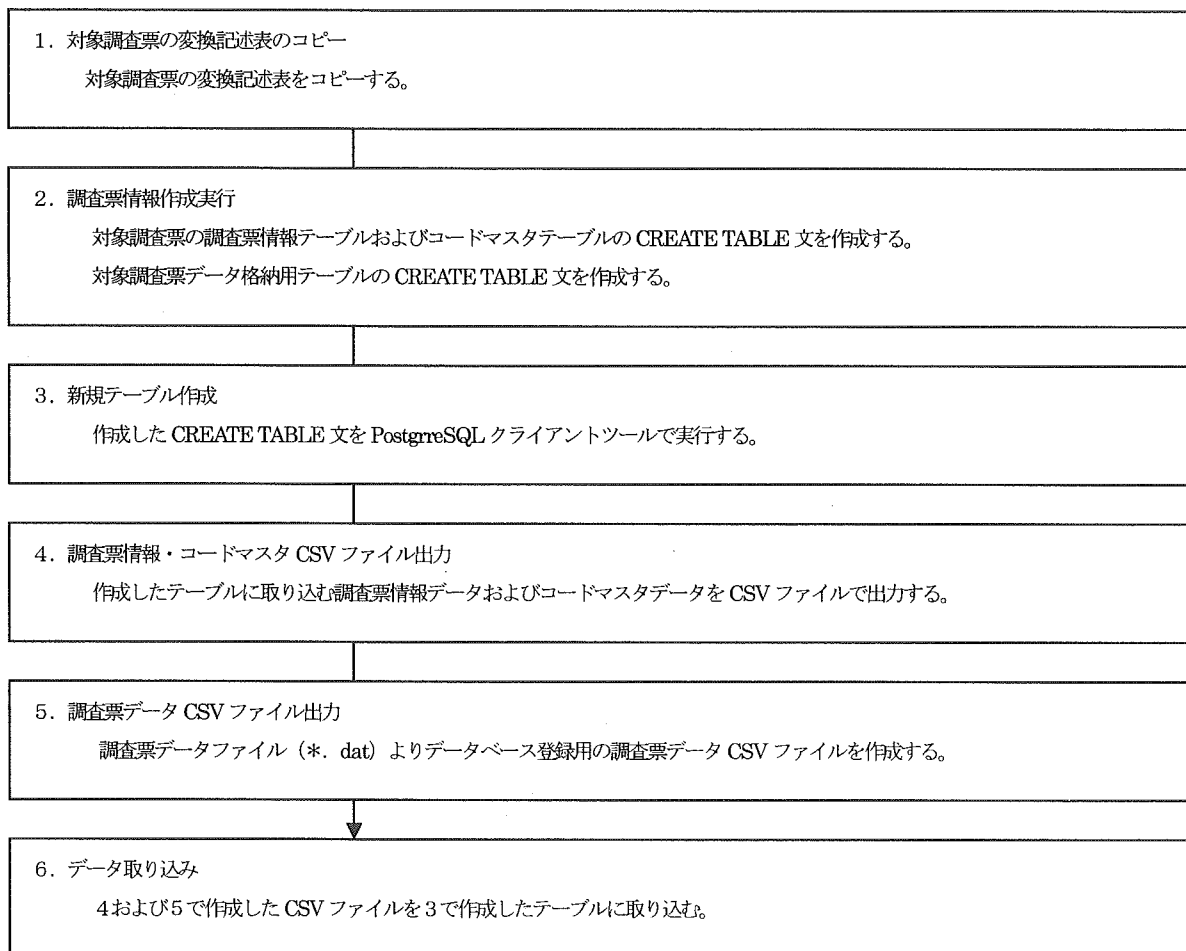 1. 対象調査票の変換記述表のコピー
対象調査票の変換記述表をコピーする。
2. 調査票情報作成実行
対象調査票の調査票情報テーブルおよびコードマスタテーブルの CREATE TABLE 文を作成する。
対象調査票データ格納用テーブルの CREATE TABLE 文を作成する。
3. 新規テーブル作成
作成した CREATE TABLE 文を PostgrreSQL クライアントツールで実行する。
4. 調査票情報・コードマスタ CSV ファイル出力
作成したテーブルに取り込む調査票情報データおよびコードマスタデータを CSV ファイルで出力する。
5. 調査票データ CSV ファイル出力
調査票データファイル（*. dat）よりデータベース登録用の調査票データ CSV ファイルを作成する。
6. データ取り込み
4および5で作成した CSV ファイルを3で作成したテーブルに取り込む。